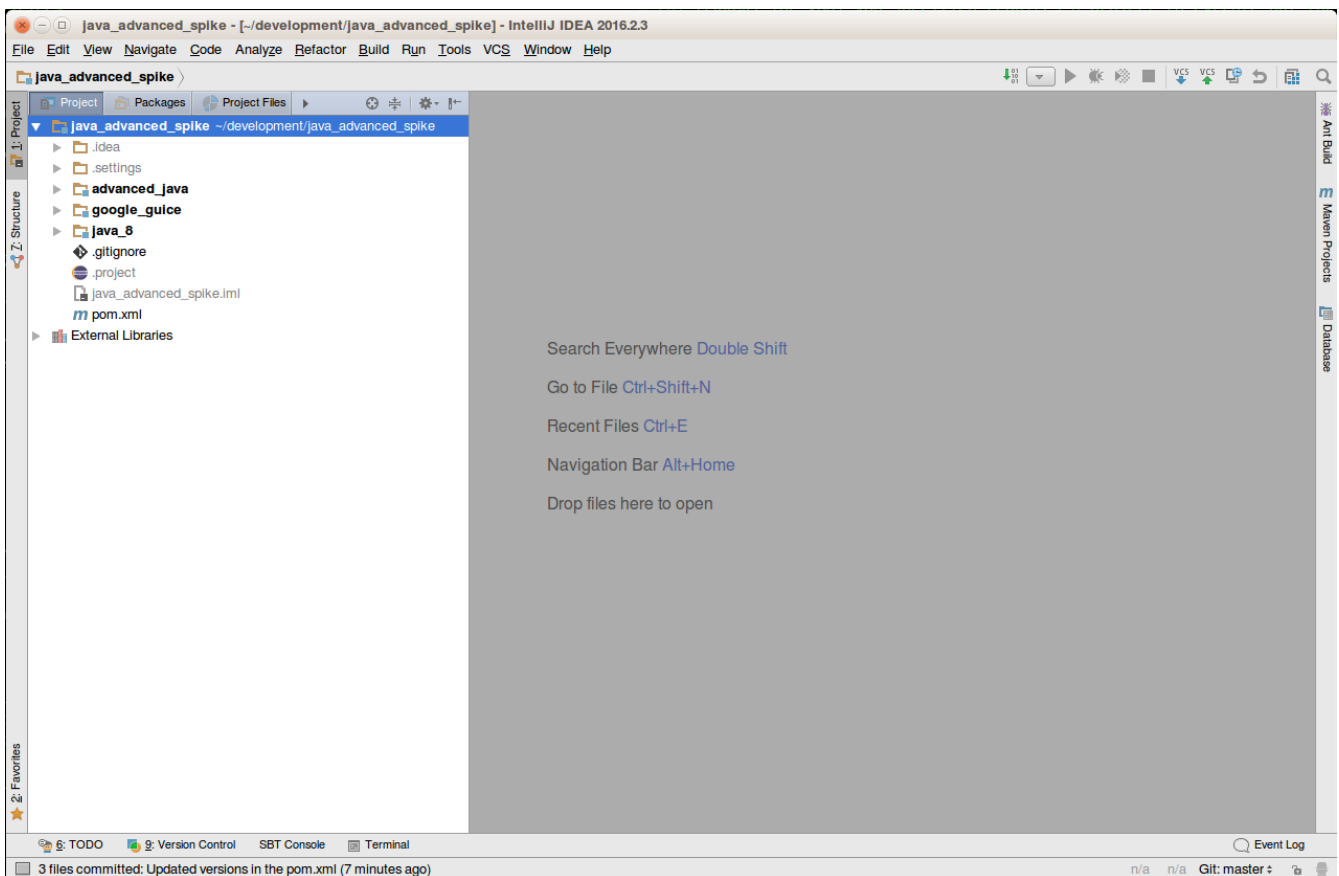 java_advanced_spike - [~/development/java_advanced_spike] - IntelliJ IDEA 2016.2.3
File Edit View Navigate Code Analyze Refactor Build Run Tools VCS Window Help
java_advanced_spike
VCS VCS
Project Packages Project Files
java_advanced_spike ~/development/java_advanced_spike
.idea
.settings
advanced_java
google_guice
java_8
.gitignore
.project
java_advanced_spike.iml
m pom.xml
External Libraries
1: Project
7: Structure
2: Favorites
Search Everywhere Double Shift
Go to File Ctrl+Shift+N
Recent Files Ctrl+E
Navigation Bar Alt+Home
Drop files here to open
Ant Build
m Maven Projects
Database
6: TODO 9: Version Control SBT Console Terminal Event Log
3 files committed: Updated versions in the pom.xml (7 minutes ago) n/a n/a Git: master